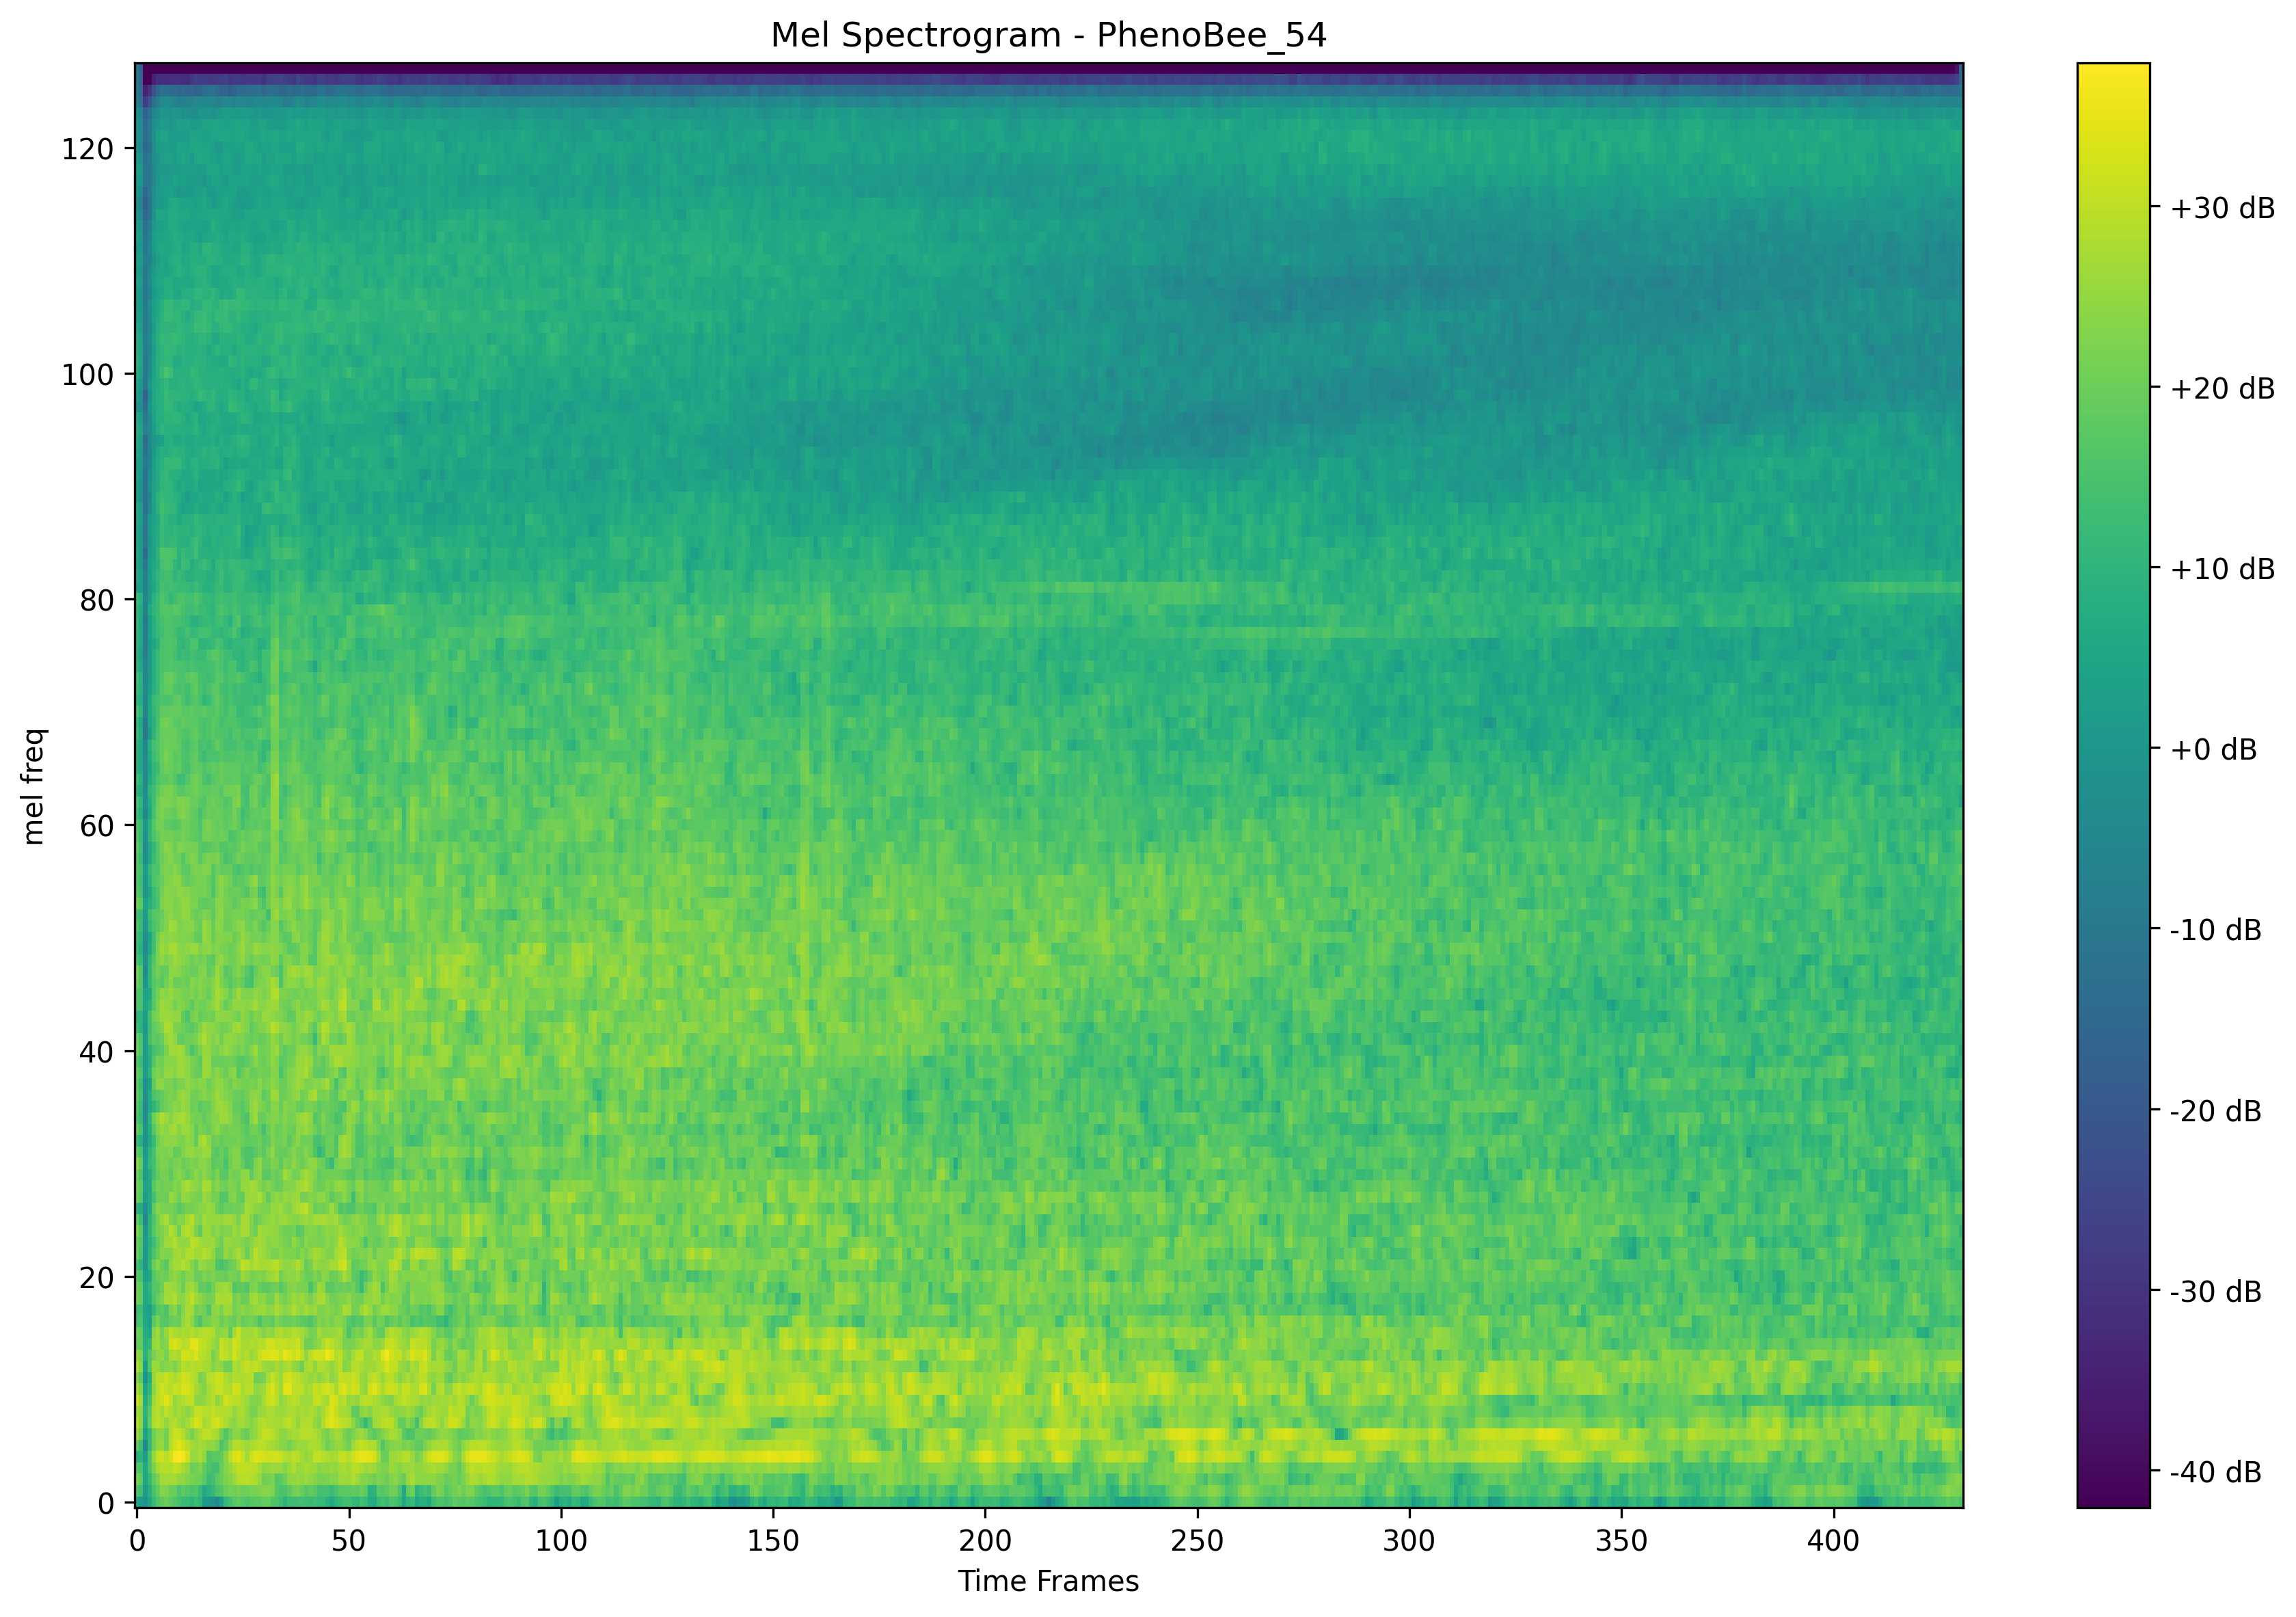 Mel Spectrogram - PhenoBee_54
mel freq
120
100
80
60
40
20
0
0 50 100 150 200 250 300 350 400
Time Frames
+30 dB
+20 dB
+10 dB
+0 dB
-10 dB
-20 dB
-30 dB
-40 dB